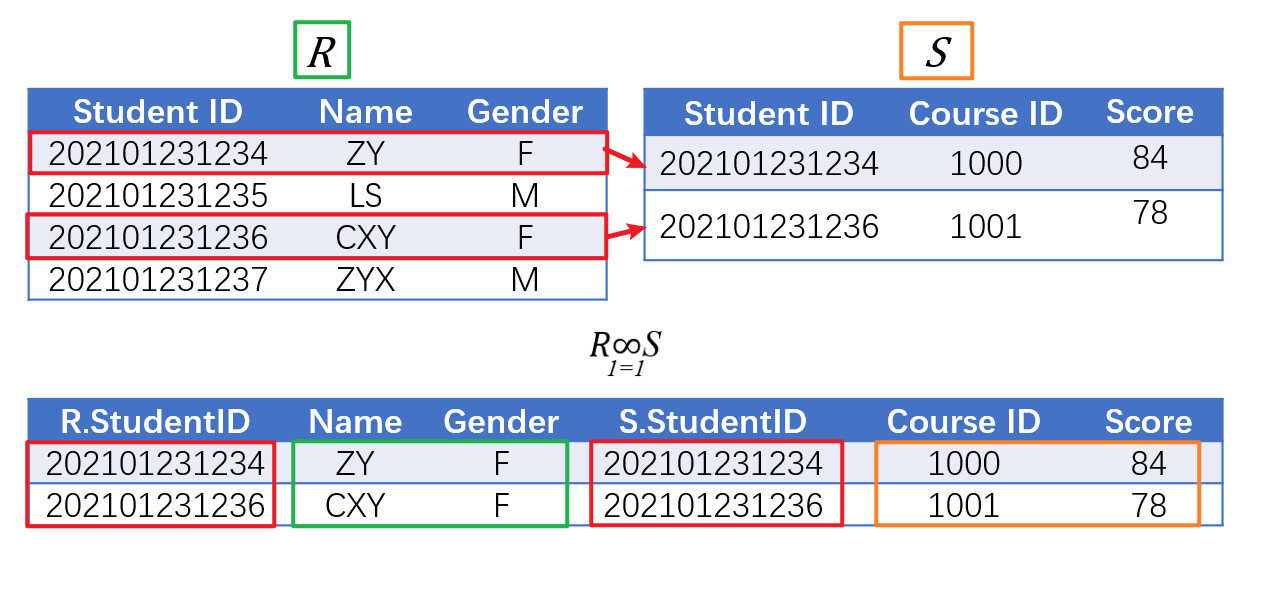 R S
Student ID Name Gender
202101231234 ZY F
202101231235 LS M
202101231236 CXY F
202101231237 ZYX M
Student ID Course ID Score
202101231234 1000 84
202101231236 1001 78
R∞S
1=1
R.StudentID Name Gender S.StudentID Course ID Score
202101231234 ZY F 202101231234 1000 84
202101231236 CXY F 202101231236 1001 78